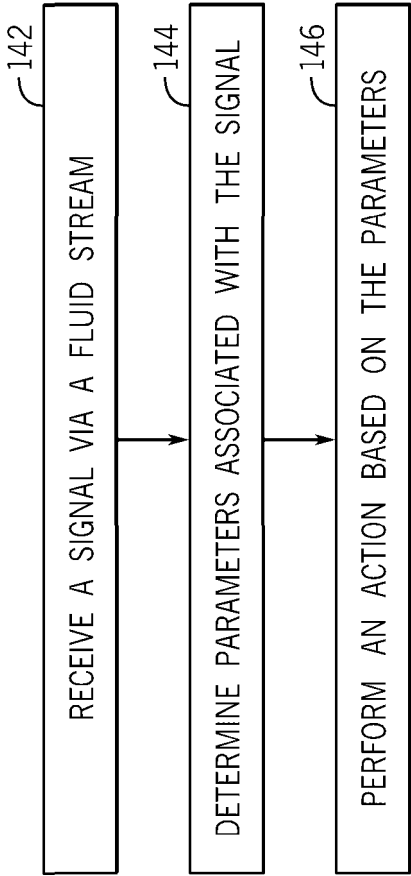 142
RECEIVE A SIGNAL VIA A FLUID STREAM
144
DETERMINE PARAMETERS ASSOCIATED WITH THE SIGNAL
146
PERFORM AN ACTION BASED ON THE PARAMETERS